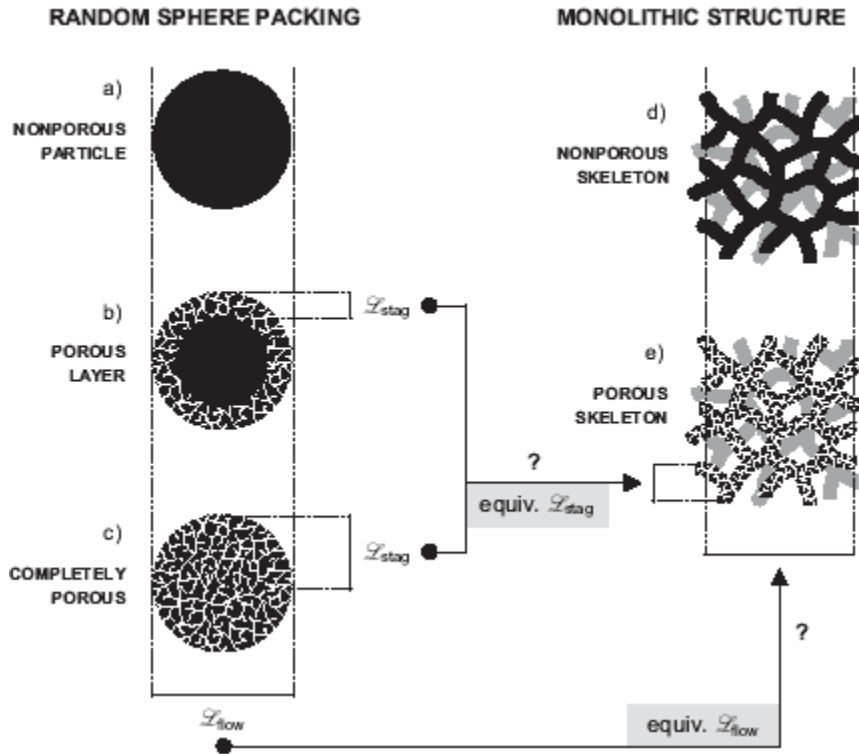 RANDOM SPHERE PACKING
MONOLITHIC STRUCTURE
a)
NONPOROUS
PARTICLE
d)
NONPOROUS
SKELETON
b)
POROUS
LAYER
ℒstag
e)
POROUS
SKELETON
?
equiv. ℒstag
c)
COMPLETELY
POROUS
ℒstag
?
ℒflow
equiv. ℒflow